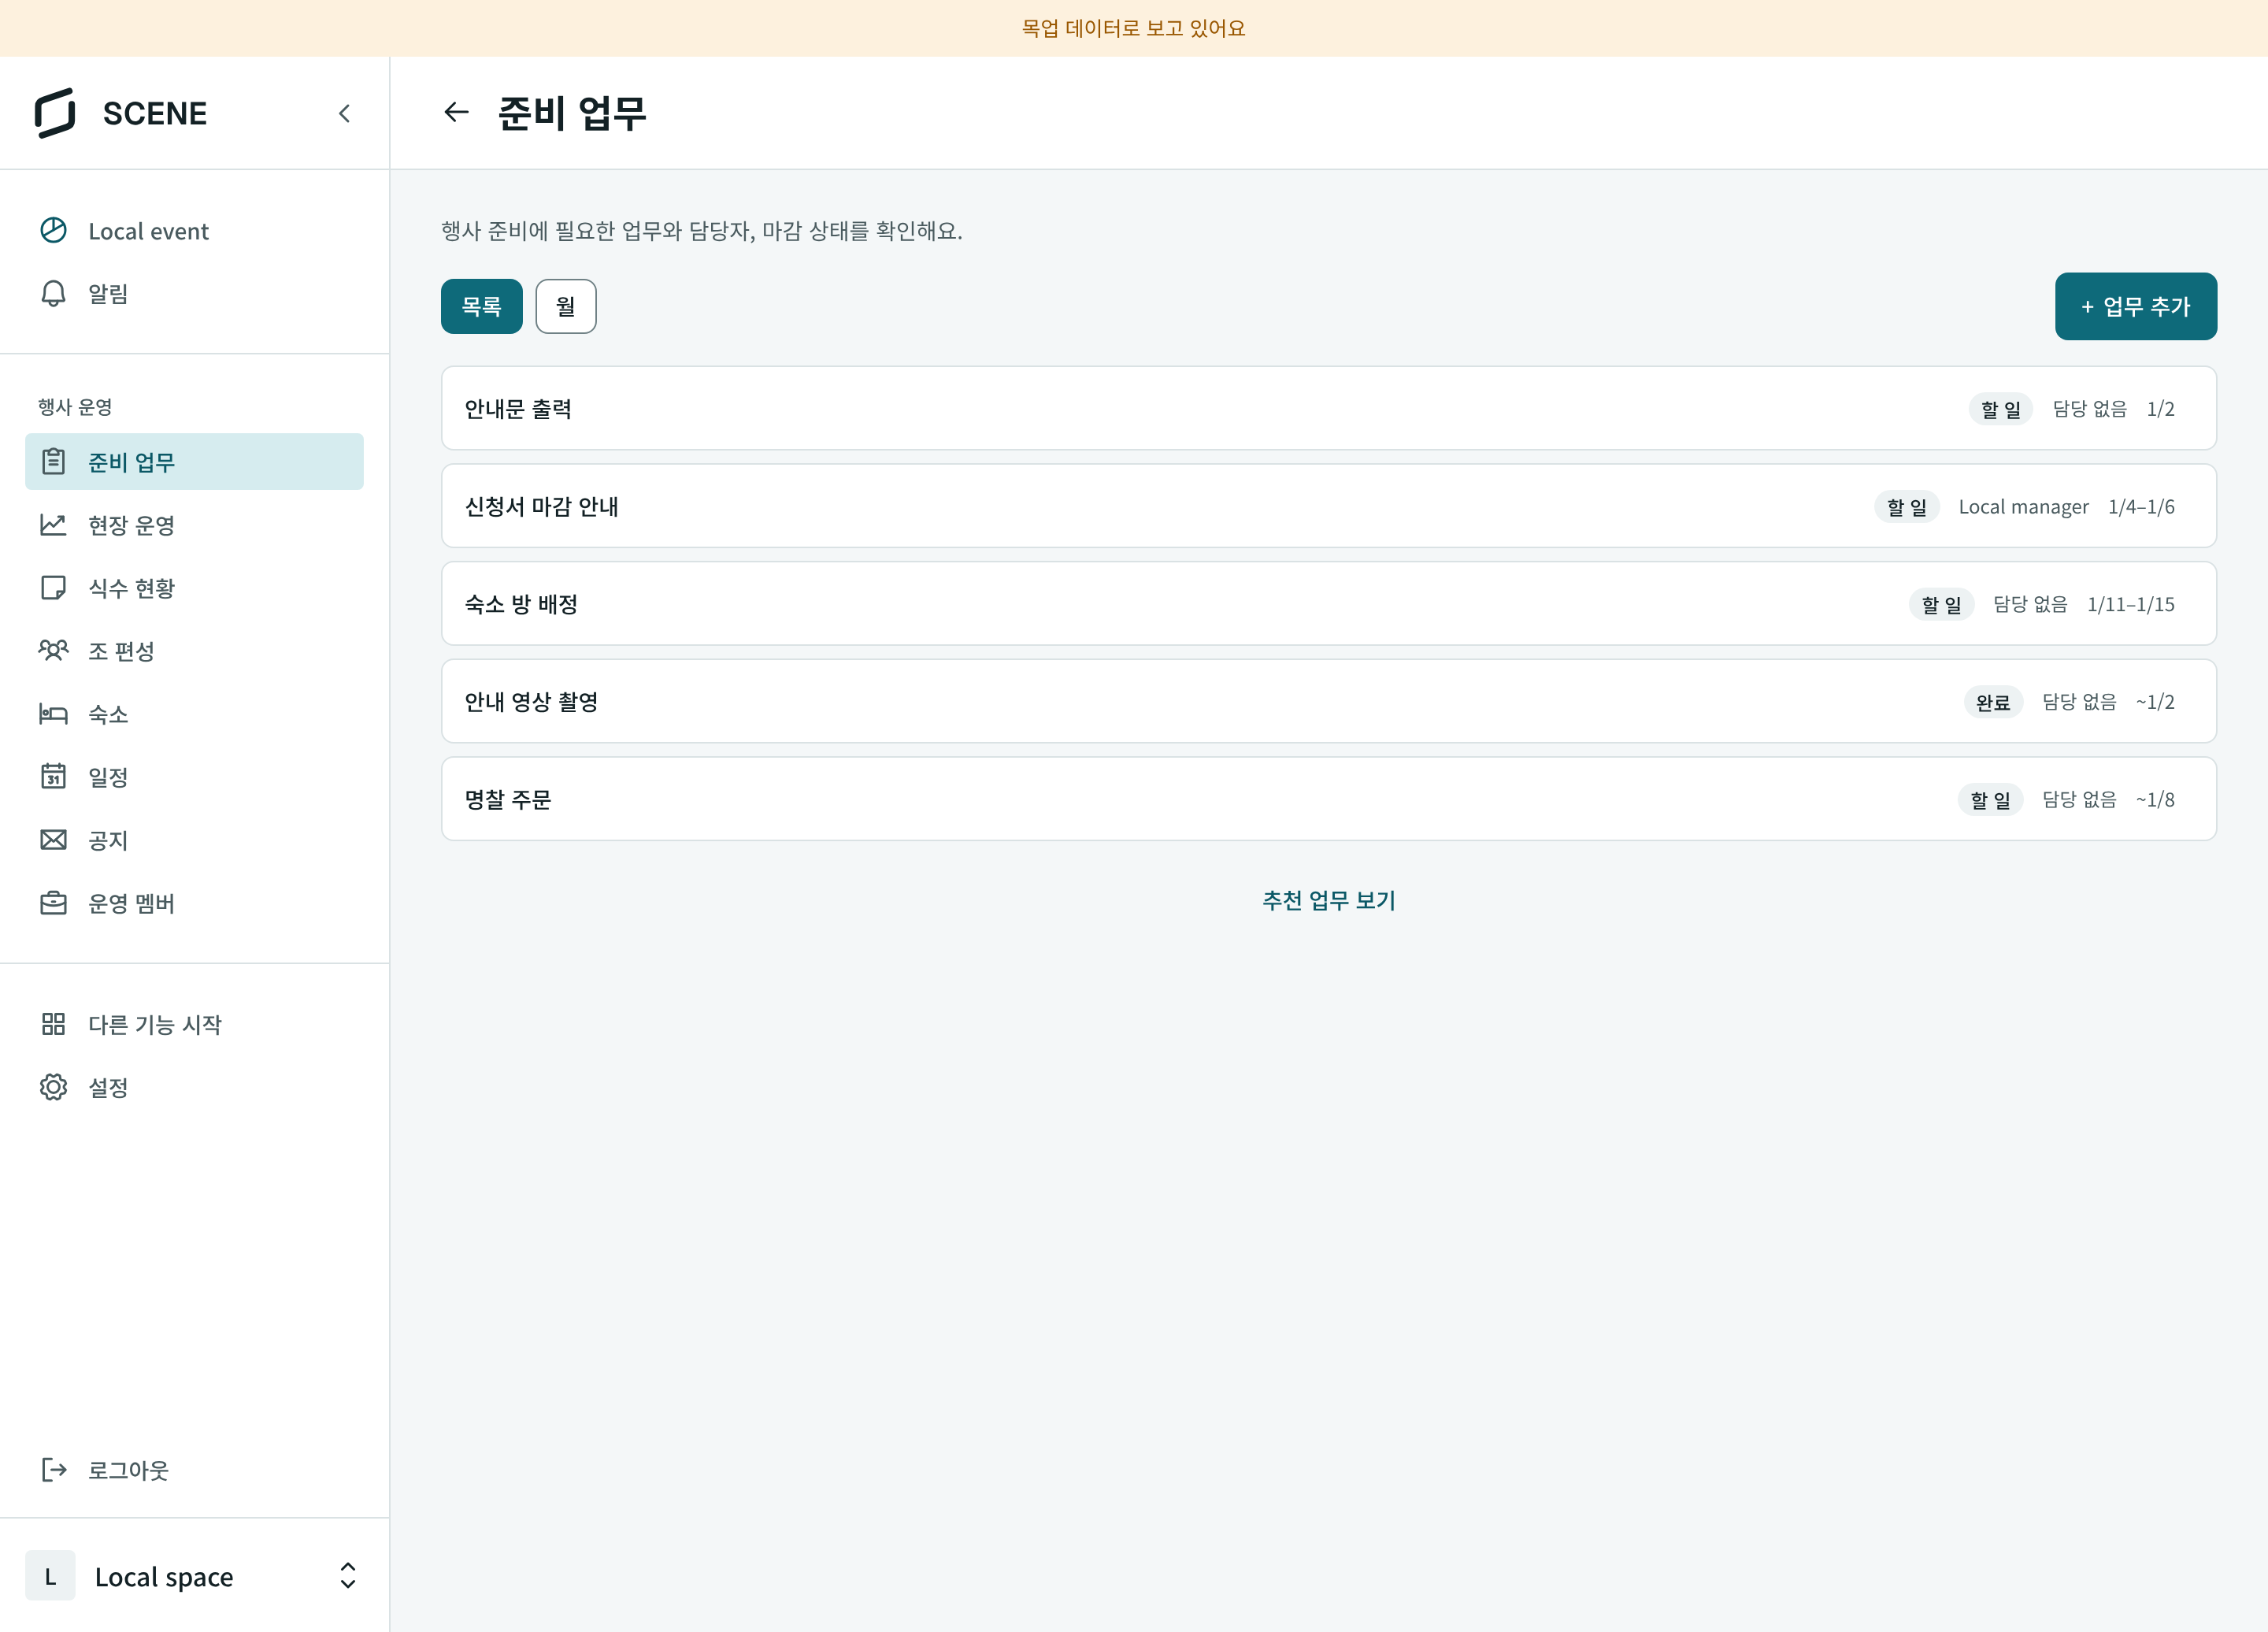 목업 데이터로 보고 있어요
SCENE
준비 업무
Local event
알림
행사 운영
준비 업무
현장 운영
식수 현황
조 편성
숙소
31
일정
공지
운영 멤버
다른 기능 시작
설정
로그아웃
L Local space
행사 준비에 필요한 업무와 담당자, 마감 상태를 확인해요.
목록 월 + 업무 추가
안내문 출력 할 일 담당 없음 1/2
신청서 마감 안내 할 일 Local manager 1/4–1/6
숙소 방 배정 할 일 담당 없음 1/11–1/15
안내 영상 촬영 완료 담당 없음 ~1/2
명찰 주문 할 일 담당 없음 ~1/8
추천 업무 보기